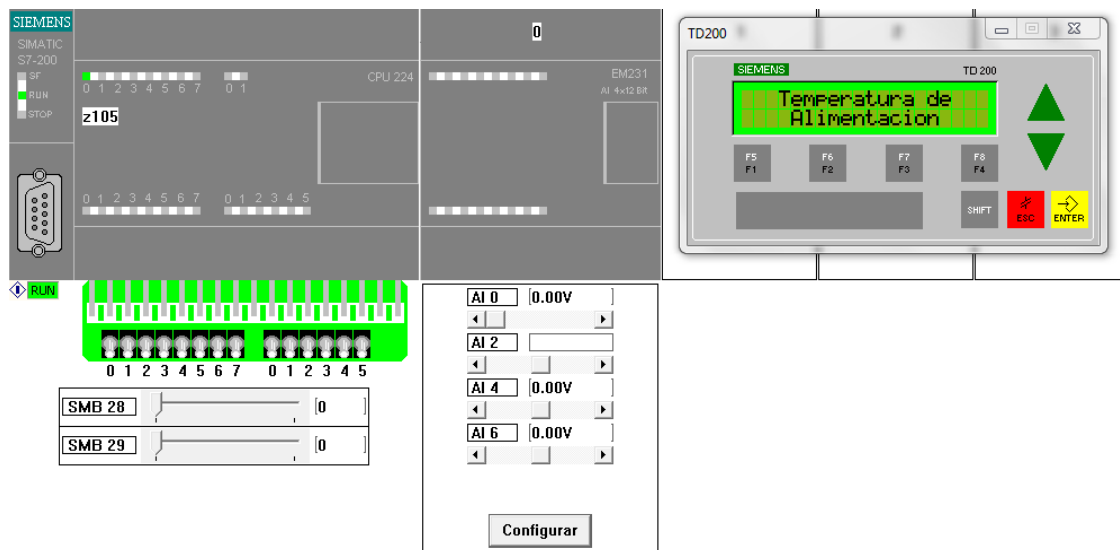 SIEMENS
SIMATIC
S7-200
SF
RUN
STOP
0 1 2 3 4 5 6 7
0 1
CPU 224
z105
0 1 2 3 4 5 6 7
0 1 2 3 4 5
0
EM231
AI 4x12 Bit
TD200
SIEMENS
TD 200
Temperatura de
Alimentacion
F5
F1
F6
F2
F7
F3
F8
F4
SHIFT
ESC
ENTER
RUN
0 1 2 3 4 5 6 7
0 1 2 3 4 5
SMB 28
[0 ]
SMB 29
[0 ]
AI 0 [0.00V ]
AI 2
AI 4 [0.00V ]
AI 6 [0.00V ]
Configurar